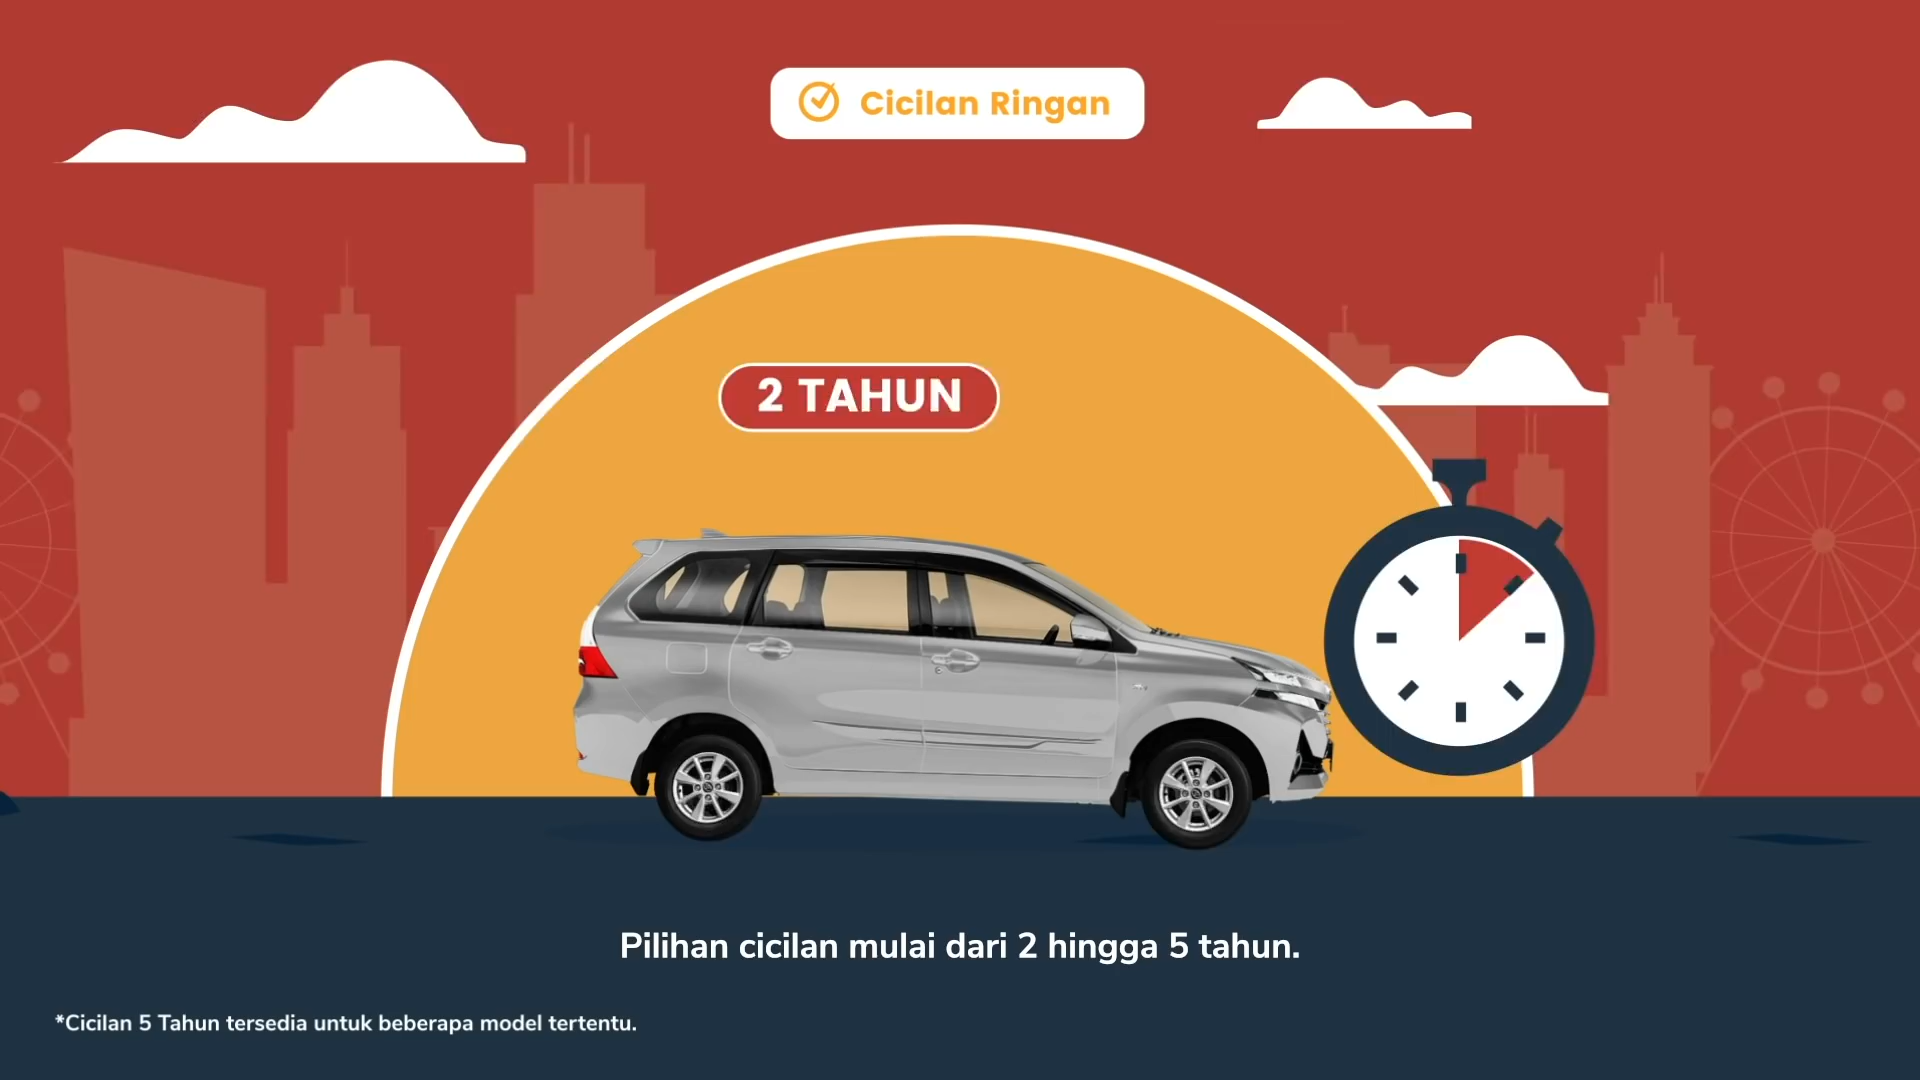 Cicilan Ringan
2 TAHUN
Pilihan cicilan mulai dari 2 hingga 5 tahun.
*Cicilan 5 Tahun tersedia untuk beberapa model tertentu.